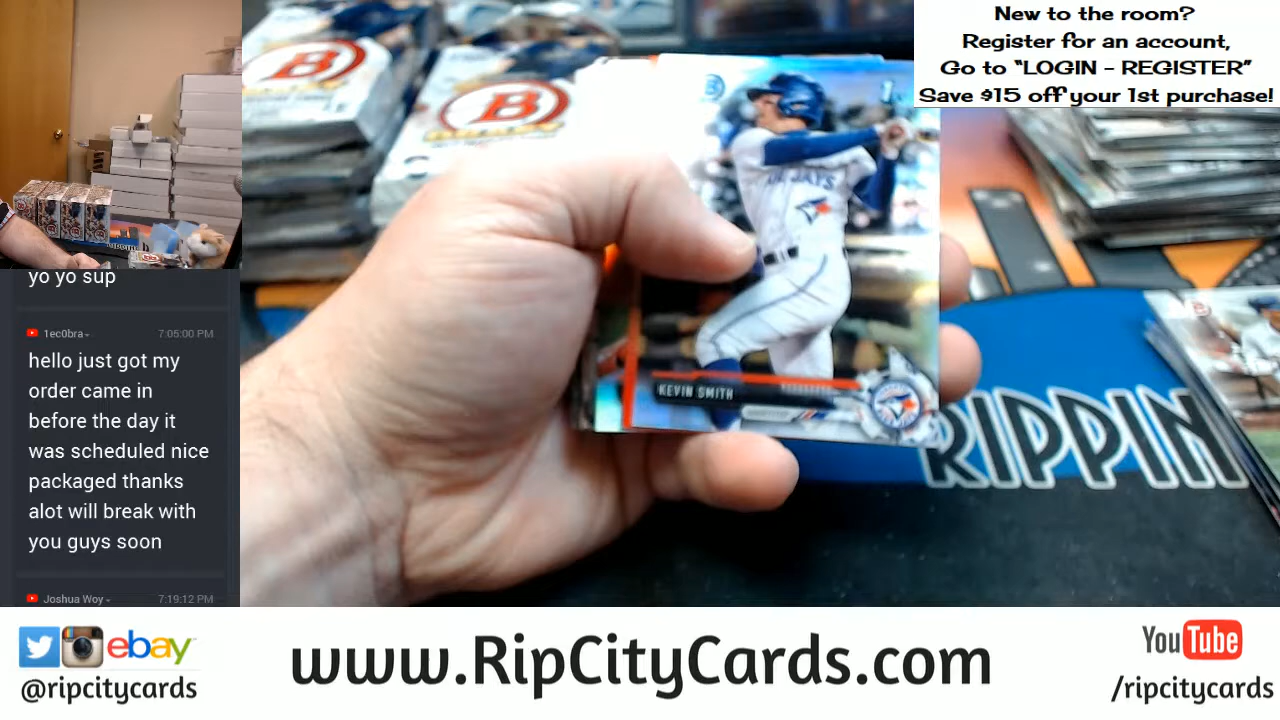 New to the room?
Register for an account,
Go to “LOGIN - REGISTER”
Save $15 off your 1st purchase!
yo yo sup
1ec0bra
7:05:00 PM
hello just got my
order came in
before the day it
was scheduled nice
packaged thanks
alot will break with
you guys soon
Joshua Woy
7:19:12 PM
B
B
JAYS
KEVIN SMITH
RIPPIN
RIPPIN
ebay
@ripcitycards
www.RipCityCards.com
YouTube
/ripcitycards